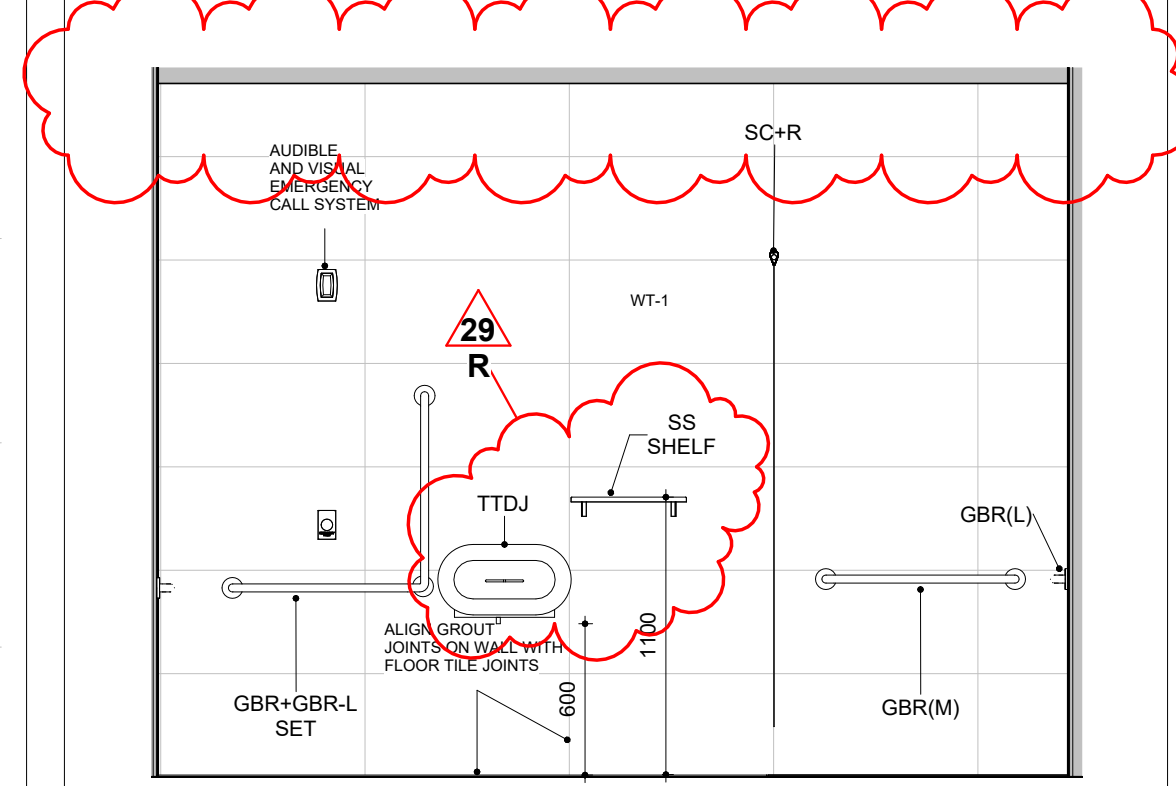 SC+R
AUDIBLE
AND VISUAL
EMERGENCY
CALL SYSTEM
WT-1
29
R
SS
SHELF
TTDJ
GBR(L)
ALIGN GROUT
JOINTS ON WALL WITH
FLOOR TILE JOINTS
1100
600
GBR+GBR-L
SET
GBR(M)